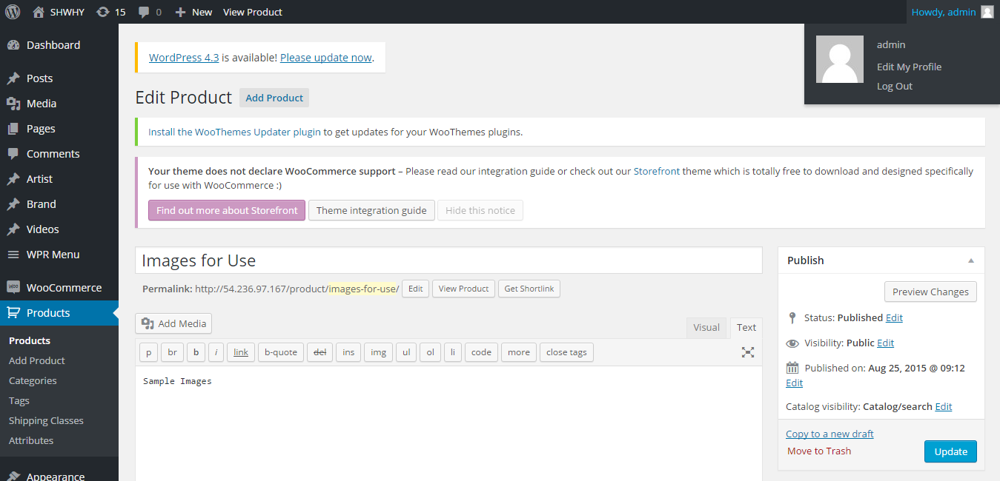 SHWHY 15 0 New View Product Howdy, admin
admin
Edit My Profile
Log Out
Dashboard
Posts
Media
Pages
Comments
Artist
Brand
Videos
WPR Menu
WooCommerce
Products
Products
Add Product
Categories
Tags
Shipping Classes
Attributes
Appearance
WordPress 4.3 is available! Please update now.
Edit Product Add Product
Install the WooThemes Updater plugin to get updates for your WooThemes plugins.
Your theme does not declare WooCommerce support – Please read our integration guide or check out our Storefront theme which is totally free to download and designed specifically
for use with WooCommerce :)
Find out more about Storefront Theme integration guide Hide this notice
Images for Use
Permalink: http://54.236.97.167/product/images-for-use/ Edit View Product Get Shortlink
Add Media Visual Text
p br b i link b-quote del ins img ul ol li code more close tags
Sample Images
Publish
Preview Changes
Status: Published Edit
Visibility: Public Edit
Published on: Aug 25, 2015 @ 09:12
Edit
Catalog visibility: Catalog/search Edit
Copy to a new draft
Move to Trash Update